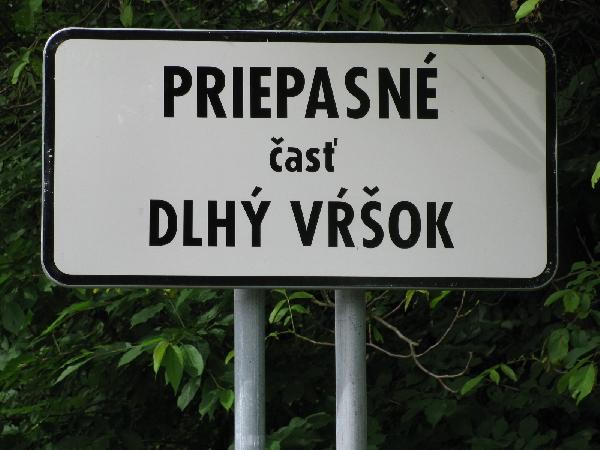 PRIEPASNÉ
časť
DLHÝ VŔŠOK